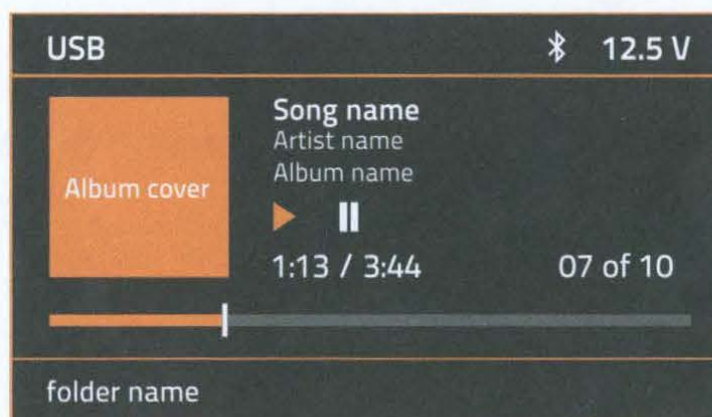 USB 12.5 V
Song name
Artist name
Album name
Album cover
1:13 / 3:44 07 of 10
folder name